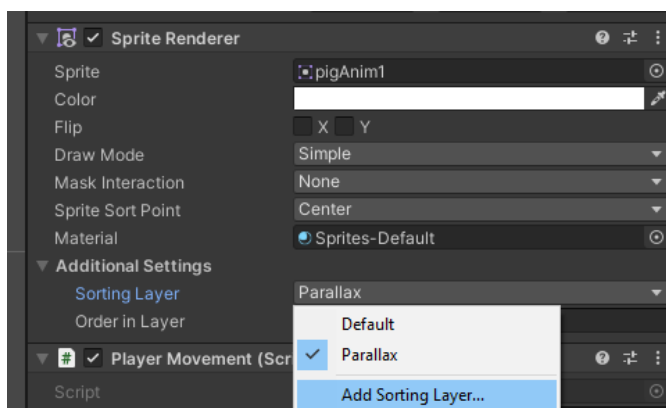 Sprite Renderer
Sprite pigAnim1
Color
Flip X Y
Draw Mode Simple
Mask Interaction None
Sprite Sort Point Center
Material Sprites-Default
Additional Settings
Sorting Layer Parallax
Order in Layer
Default
# Player Movement (Scr
Parallax
Script
Add Sorting Layer...